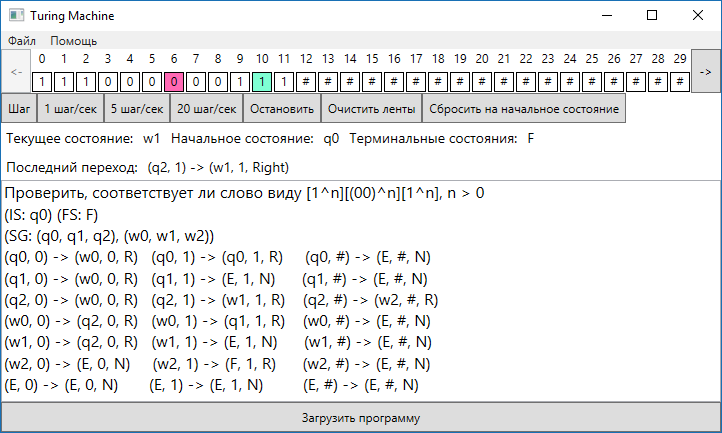 Turing Machine
Файл Помощь
0 1 2 3 4 5 6 7 8 9 10 11 12 13 14 15 16 17 18 19 20 21 22 23 24 25 26 27 28 29
<- 1 1 1 0 0 0 0 0 0 1 1 1 # # # # # # # # # # # # # # # # # # ->
Шаг 1 шаг/сек 5 шаг/сек 20 шаг/сек Остановить Очистить ленты Сбросить на начальное состояние
Текущее состояние: w1 Начальное состояние: q0 Терминальные состояния: F
Последний переход: (q2, 1) -> (w1, 1, Right)
Проверить, соответствует ли слово виду [1^n][(00)^n][1^n], n > 0
(IS: q0) (FS: F)
(SG: (q0, q1, q2), (w0, w1, w2))
(q0, 0) -> (w0, 0, R) (q0, 1) -> (q0, 1, R) (q0, #) -> (E, #, N)
(q1, 0) -> (w0, 0, R) (q1, 1) -> (E, 1, N) (q1, #) -> (E, #, N)
(q2, 0) -> (w0, 0, R) (q2, 1) -> (w1, 1, R) (q2, #) -> (w2, #, R)
(w0, 0) -> (q2, 0, R) (w0, 1) -> (q1, 1, R) (w0, #) -> (E, #, N)
(w1, 0) -> (q2, 0, R) (w1, 1) -> (E, 1, N) (w1, #) -> (E, #, N)
(w2, 0) -> (E, 0, N) (w2, 1) -> (F, 1, R) (w2, #) -> (E, #, N)
(E, 0) -> (E, 0, N) (E, 1) -> (E, 1, N) (E, #) -> (E, #, N)
Загрузить программу